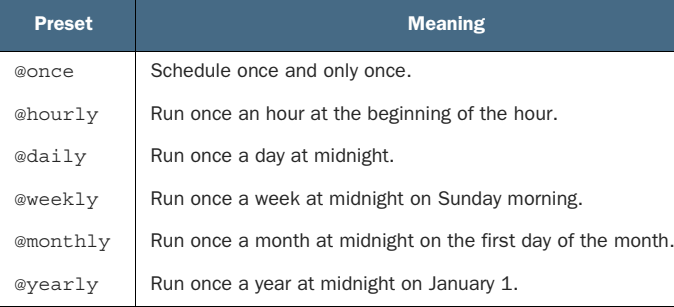 Preset Meaning
@once Schedule once and only once.
@hourly Run once an hour at the beginning of the hour.
@daily Run once a day at midnight.
@weekly Run once a week at midnight on Sunday morning.
@monthly Run once a month at midnight on the first day of the month.
@yearly Run once a year at midnight on January 1.